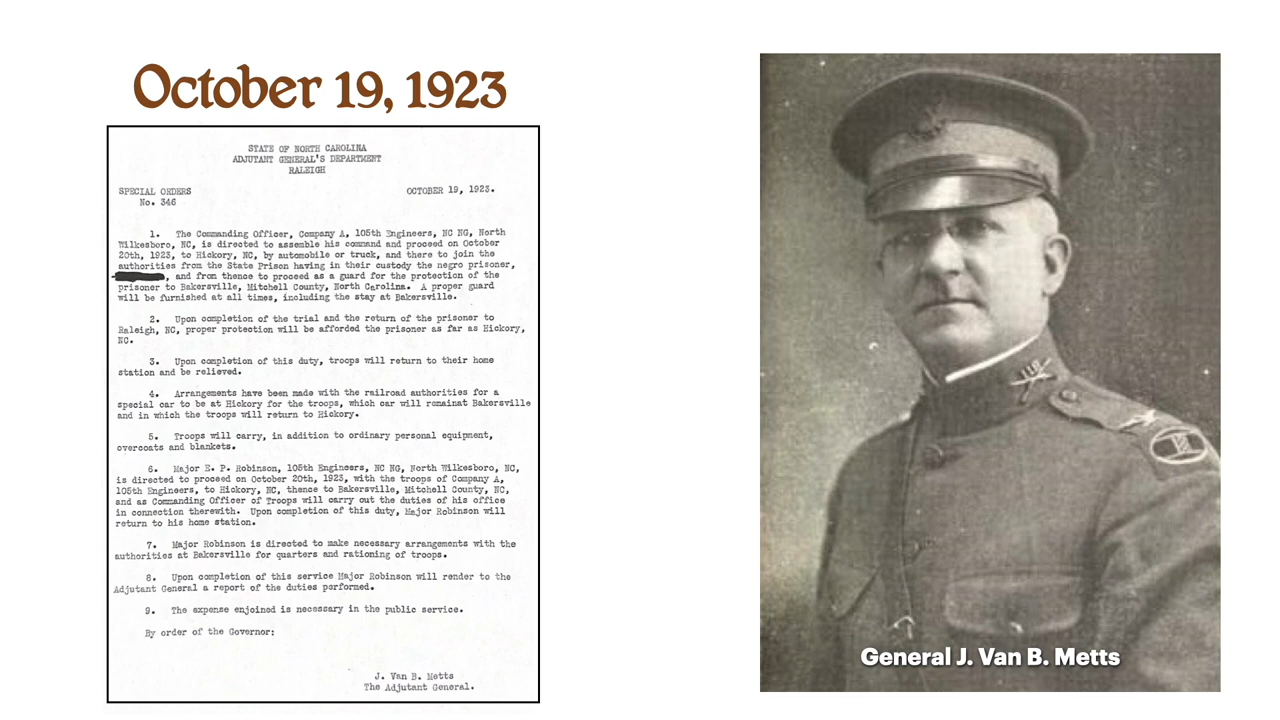 October 19, 1923
STATE OF NORTH CAROLINA
ADJUTANT GENERAL'S DEPARTMENT
RALEIGH
SPECIAL ORDERS
No. 346
OCTOBER 19, 1923.
1. The Commanding Officer, Company A, 105th Engineers, NC NG, North
Wilkesboro, NC, is directed to assemble his command and proceed on October
20th, 1923, to Hickory, NC, by automobile or truck, and there to join the
authorities from the State Prison having in their custody the negro prisoner,
, and from thence to proceed as a guard for the protection of the
prisoner to Bakersville, Mitchell County, North Carolina. A proper guard
will be furnished at all times, including the stay at Bakersville.
2. Upon completion of the trial and the return of the prisoner to
Raleigh, NC, proper protection will be afforded the prisoner as far as Hickory,
NC.
3. Upon completion of this duty, troops will return to their home
station and be relieved.
4. Arrangements have been made with the railroad authorities for a
special car to be at Hickory for the troops, which car will remainat Bakersville
and in which the troops will return to Hickory.
5. Troops will carry, in addition to ordinary personal equipment,
overcoats and blankets.
6. Major E. P. Robinson, 105th Engineers, NC NG, North Wilkesboro, NC,
is directed to proceed on October 20th, 1923, with the troops of Company A,
105th Engineers, to Hickory, NC, thence to Bakersville, Mitchell County, NC,
and as Commanding Officer of Troops will carry out the duties of his office
in connection therewith. Upon completion of this duty, Major Robinson will
return to his home station.
7. Major Robinson is directed to make necessary arrangements with the
authorities at Bakersville for quarters and rationing of troops.
8. Upon completion of this service Major Robinson will render to the
Adjutant General a report of the duties performed.
9. The expense enjoined is necessary in the public service.
By order of the Governor:
J. Van B. Metts
The Adjutant General.
General J. Van B. Metts